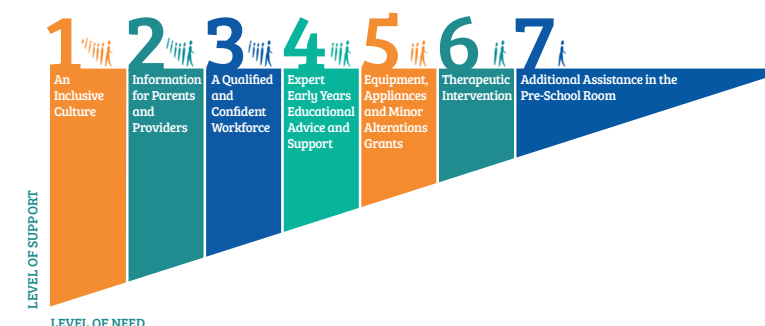 1
An
Inclusive
Culture
2
Information
for Parents
and
Providers
3
A Qualified
and
Confident
Workforce
4
Expert
Early Years
Educational
Advice and
Support
5
Equipment,
Appliances
and Minor
Alterations
Grants
6
Therapeutic
Intervention
7
Additional Assistance in the
Pre-School Room
LEVEL OF SUPPORT
LEVEL OF NEED